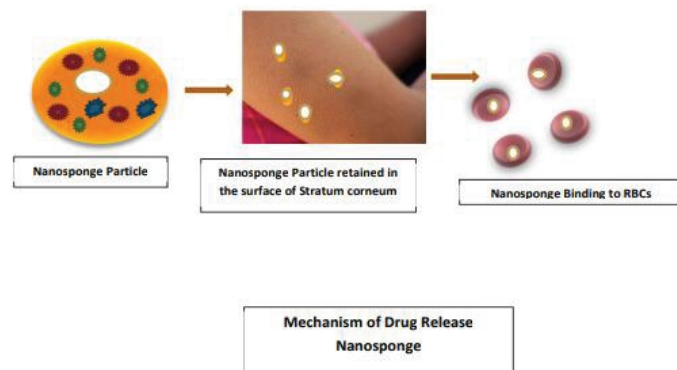 Nanosponge Particle
Nanosponge Particle retained in
the surface of Stratum corneum
Nanosponge Binding to RBCs
Mechanism of Drug Release
Nanosponge